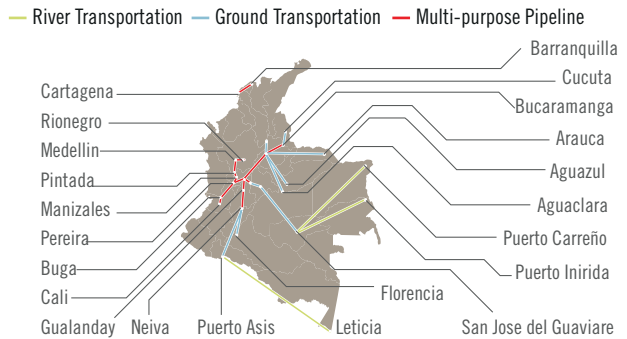 River Transportation
Ground Transportation
Multi-purpose Pipeline
Barranquilla
Cucuta
Bucaramanga
Arauca
Aguazul
Aguaclara
Puerto Carreño
Puerto Inirida
San Jose del Guaviare
Cartagena
Rionegro
Medellin
Pintada
Manizales
Pereira
Buga
Cali
Gualanday
Neiva
Puerto Asis
Florencia
Leticia